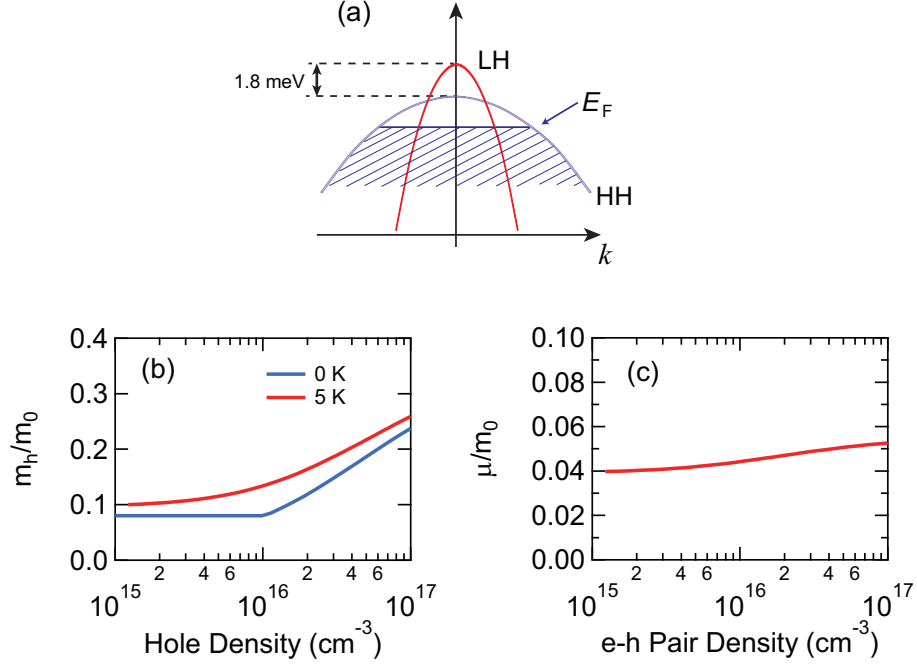 (a)
LH
1.8 meV
E_F
HH
k
0.4
0.3
0.2
0.1
0.0
m_h/m_0
(b)
0 K
5 K
2 4 6 2 4 6
10^15 10^16 10^17
Hole Density (cm^-3)
0.10
0.08
0.06
0.04
0.02
0.00
μ/m_0
(c)
2 4 6 2 4 6
10^15 10^16 10^17
e-h Pair Density (cm^-3)